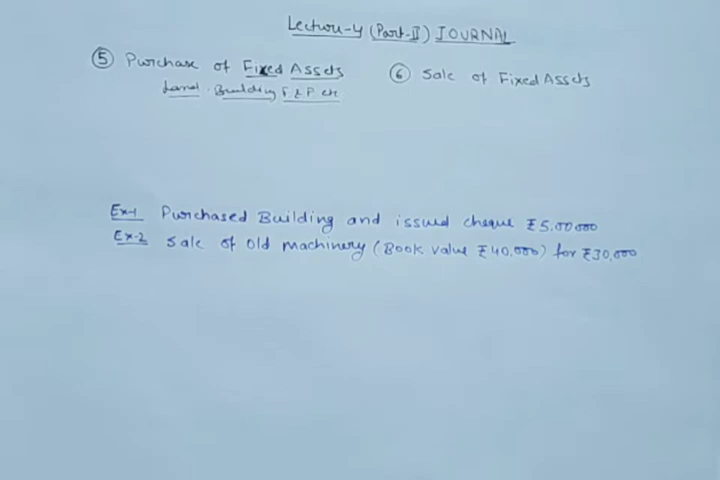 Lecture-4 (Part-II) JOURNAL
⑤ Purchase of Fixed Assets
Land, Building F & F. etc
⑥ Sale of Fixed Assets
Ex-1 Purchased Building and issued cheque ₹5,00000
Ex-2 Sale of old machinery (Book value ₹40,000) for ₹30,000